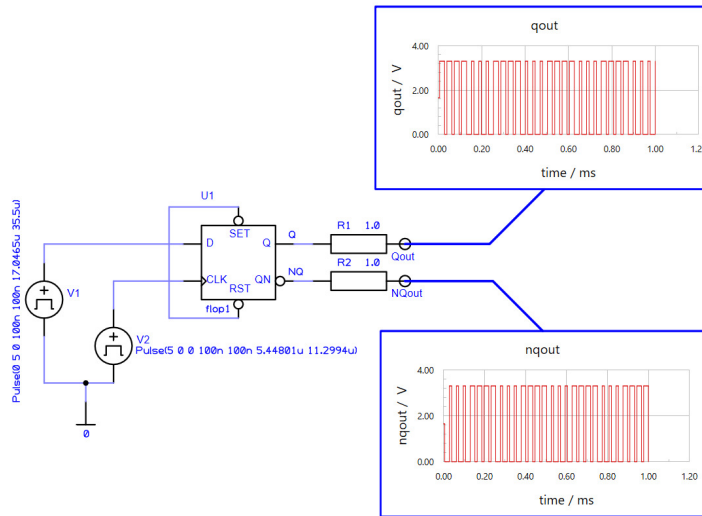 qout
4.00
2.00
0.00
qout / V
0.00 0.20 0.40 0.60 0.80 1.00 1.20
time / ms
U1
SET
D Q
CLK QN
RST
flop1
Q
NQ
R1 1.0
Qout
R2 1.0
NQout
Pulse(0 5 0 100n 100n 17.0465u 35.5u)
V1
V2
Pulse(5 0 0 100n 100n 5.44801u 11.2994u)
0
nqout
4.00
2.00
0.00
nqout / V
0.00 0.20 0.40 0.60 0.80 1.00
time / ms